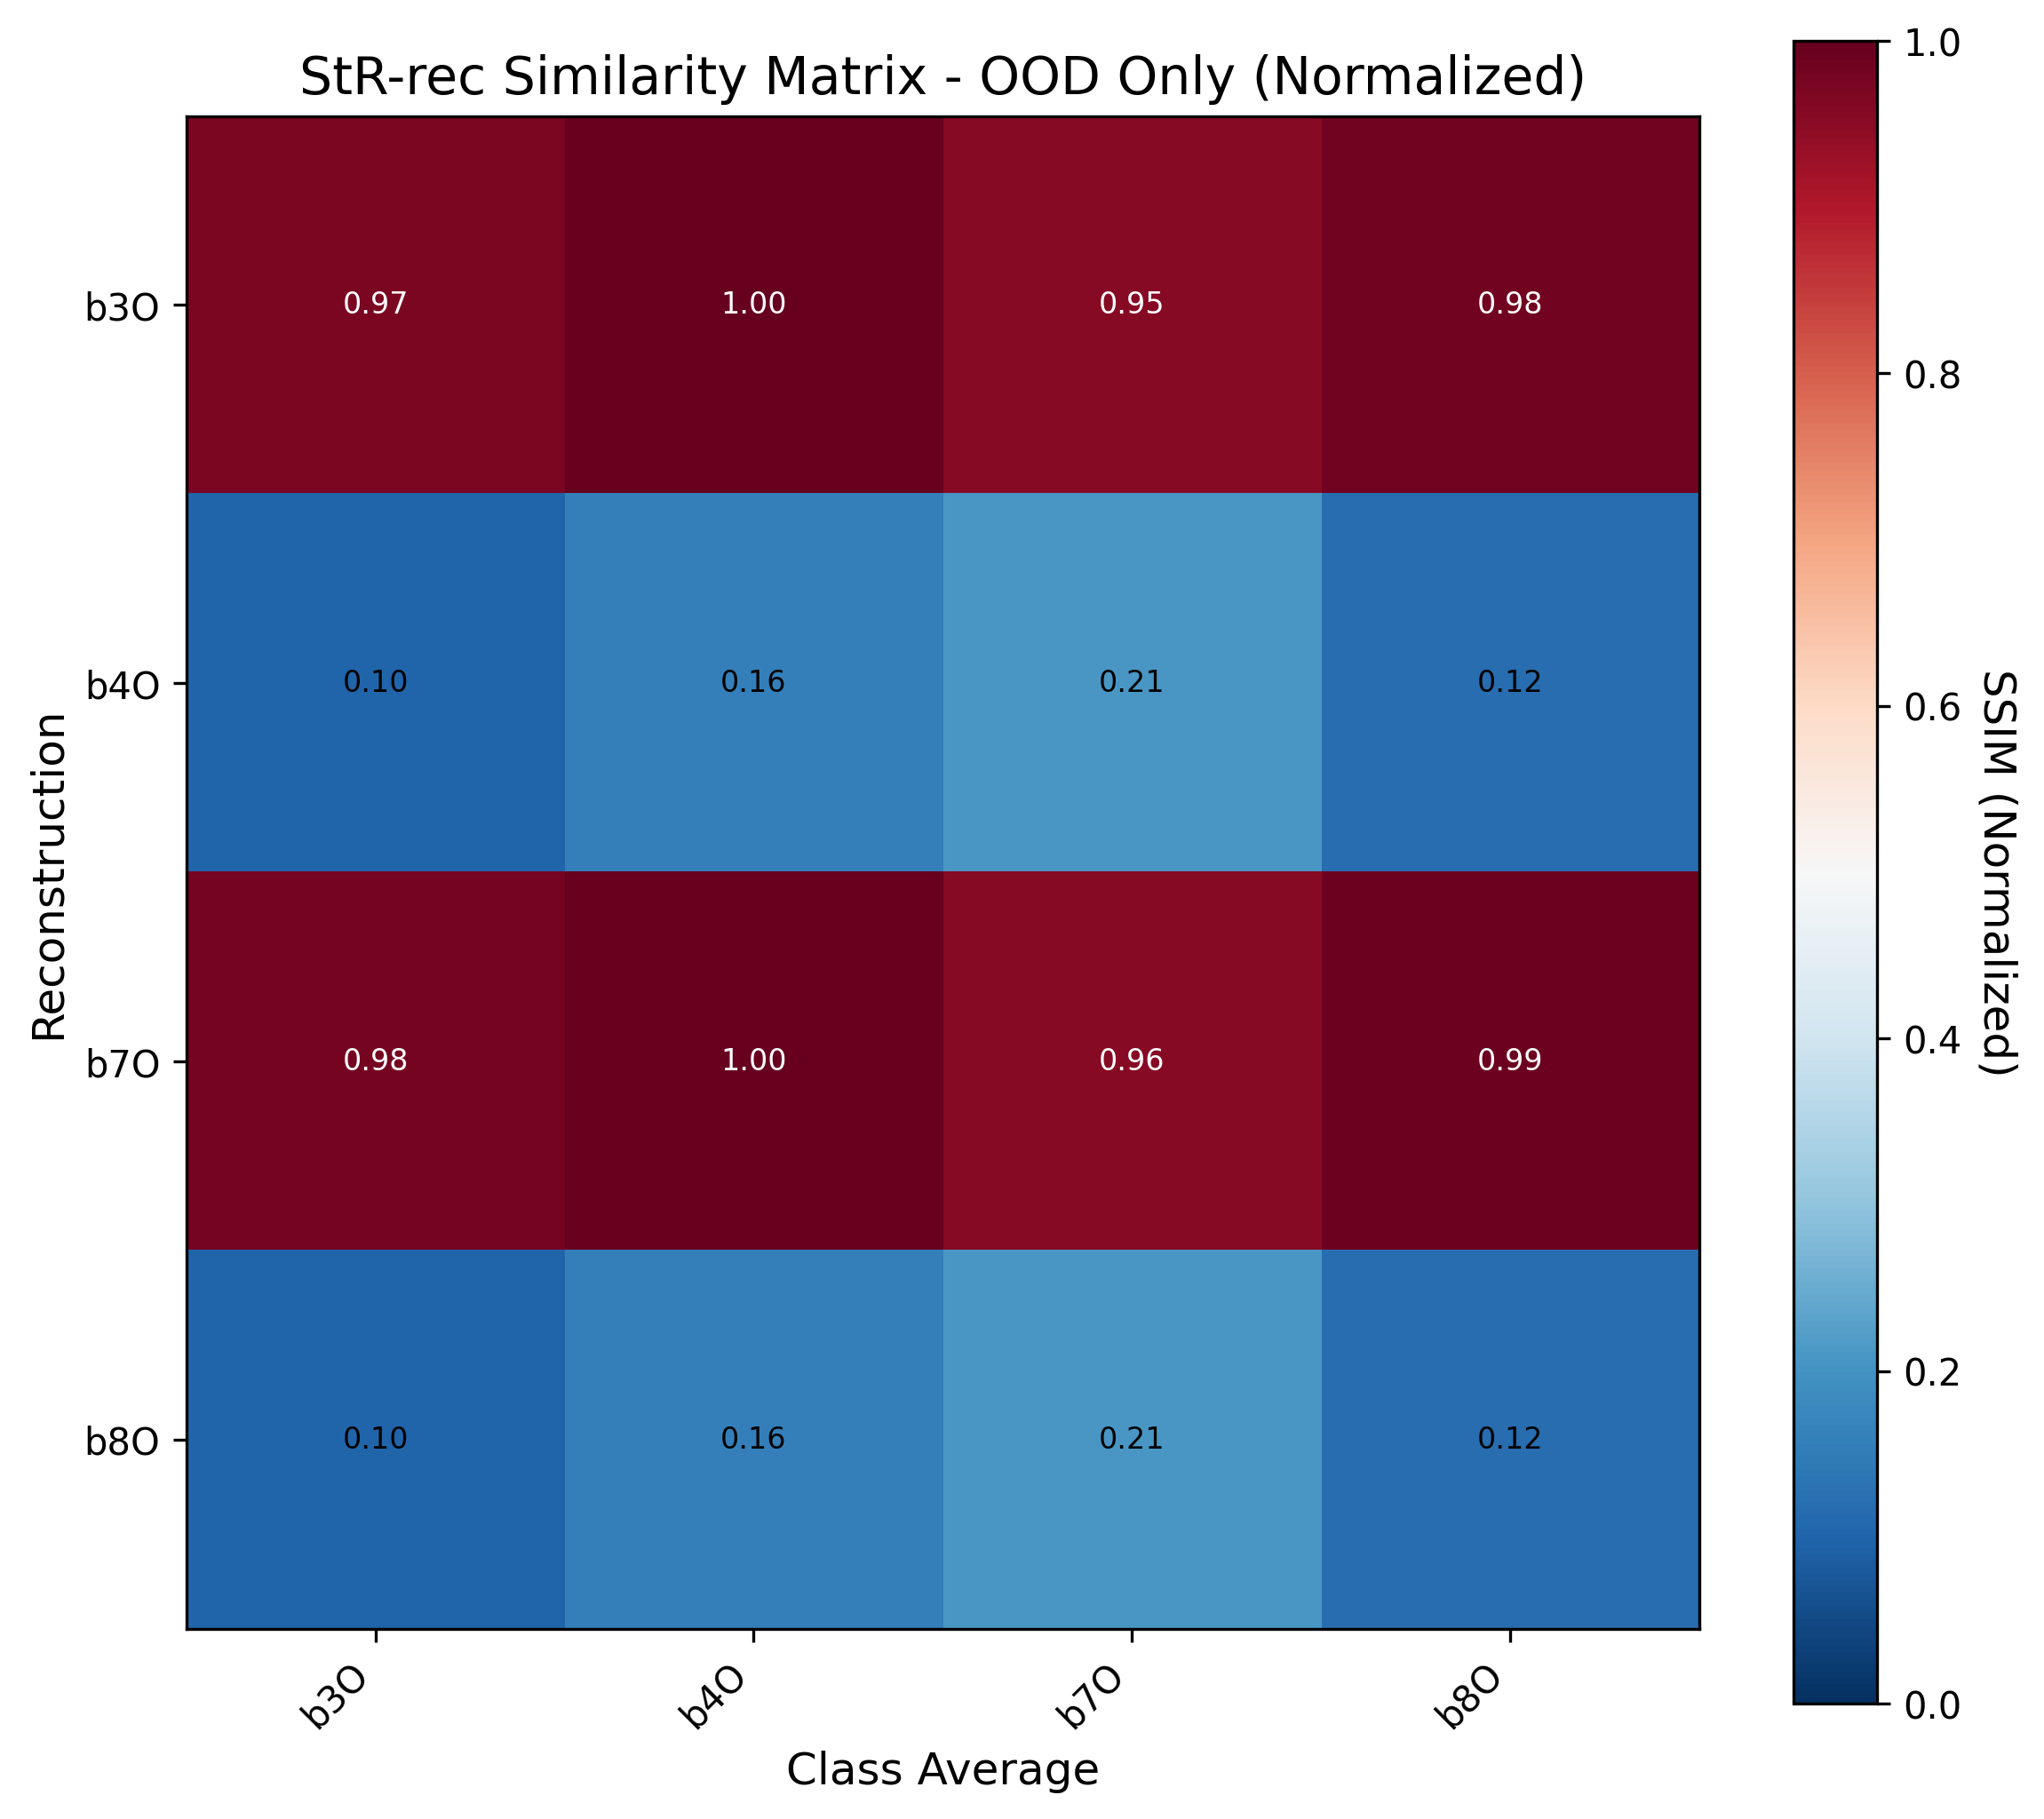 StR-rec Similarity Matrix - OOD Only (Normalized)
1.0
0.8
0.6
0.4
0.2
0.0
SSIM (Normalized)
Reconstruction
b3O
0.97 1.00 0.95 0.98
b4O
0.10 0.16 0.21 0.12
b7O
0.98 1.00 0.96 0.99
b8O
0.10 0.16 0.21 0.12
b3O b4O b7O b8O
Class Average